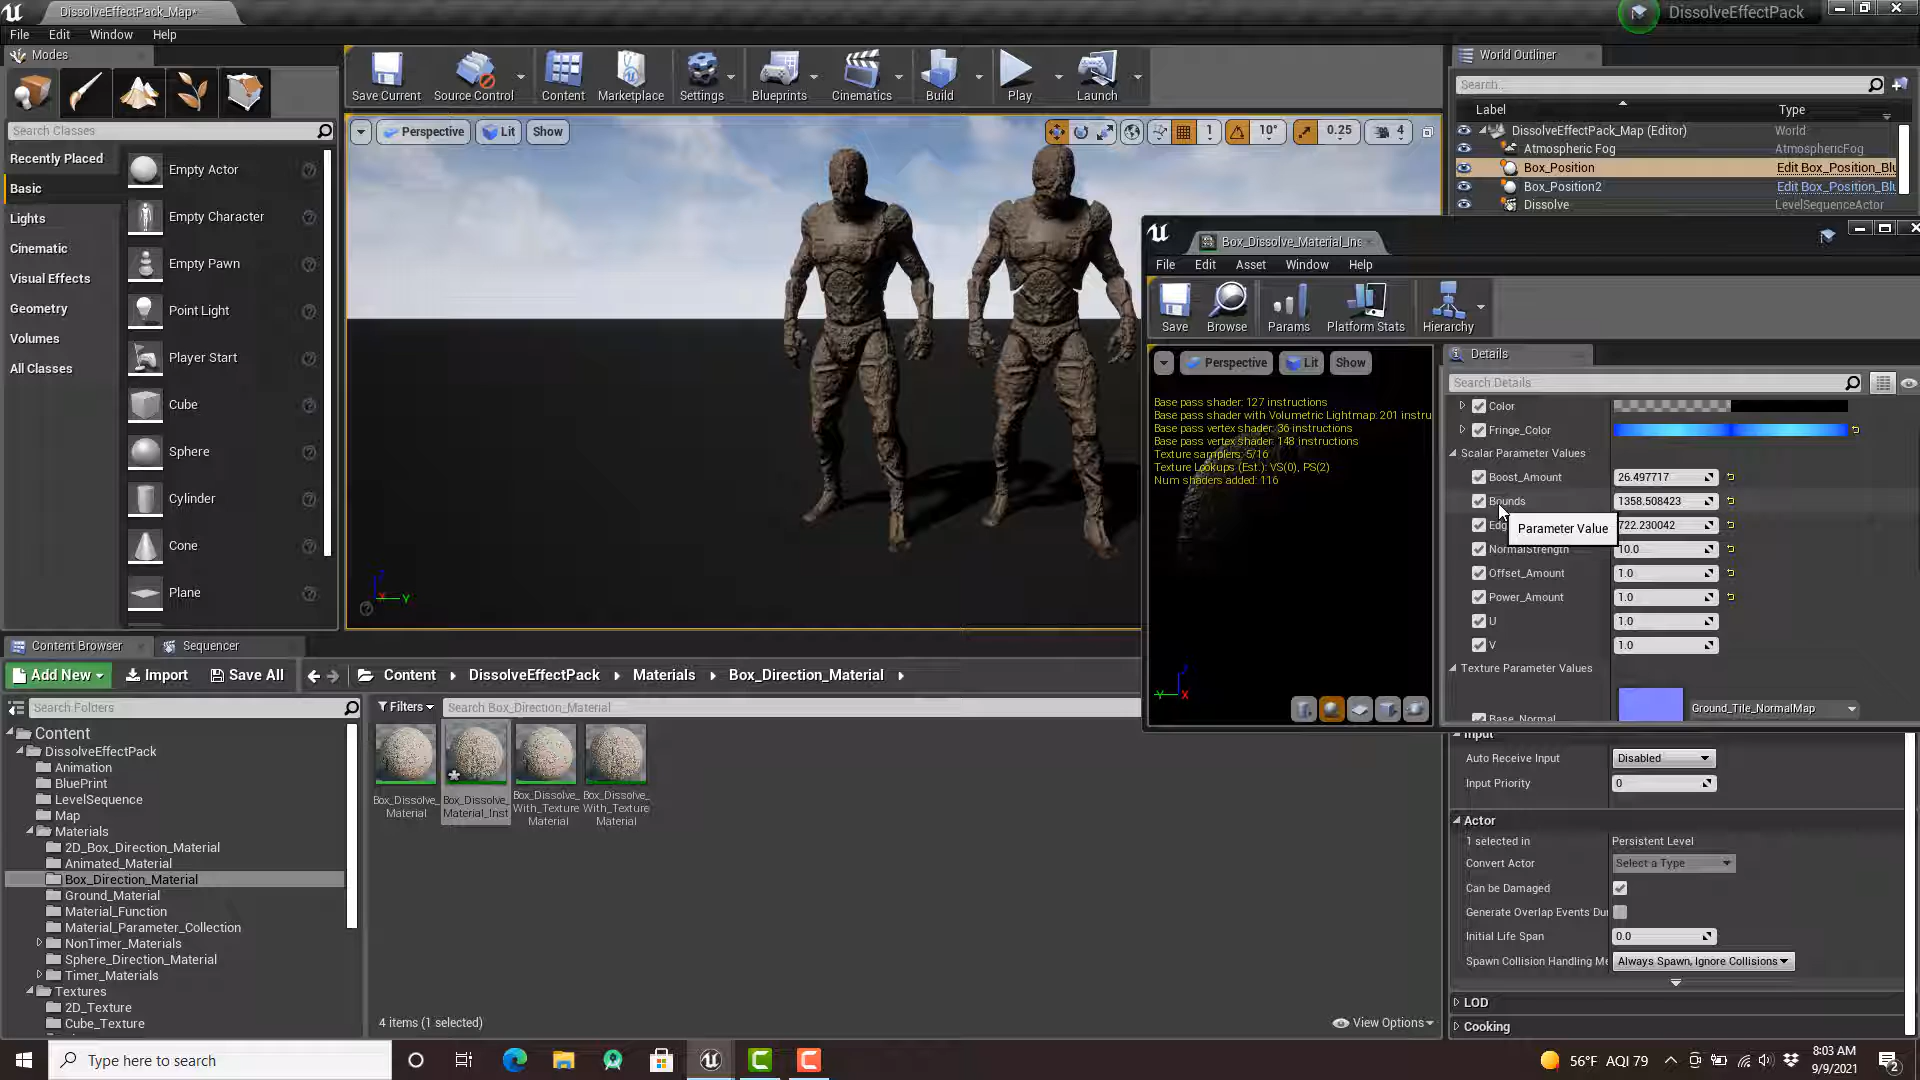 DissolveEffectPack_Map*
DissolveEffectPack
File Edit Window Help
Modes
Search Classes
Recently Placed
Basic
Lights
Cinematic
Visual Effects
Geometry
Volumes
All Classes
Empty Actor
Empty Character
Empty Pawn
Point Light
Player Start
Cube
Sphere
Cylinder
Cone
Plane
Save Current
Source Control
Content
Marketplace
Settings
Blueprints
Cinematics
Build
Play
Launch
Perspective Lit Show
1 10° 0.25 4
Z
X
Y
World Outliner
Search...
Label Type
DissolveEffectPack_Map (Editor) World
Atmospheric Fog AtmosphericFog
Box_Position Edit Box_Position_Blu
Box_Position2 Edit Box_Position_Blu
Dissolve LevelSequenceActor
Box_Dissolve_Material_Ins
File Edit Asset Window Help
Save Browse Params Platform Stats Hierarchy
Perspective Lit Show
Base pass shader: 127 instructions
Base pass shader with Volumetric Lightmap: 201 instru
Base pass vertex shader: 36 instructions
Base pass vertex shader: 148 instructions
Texture samplers: 5/16
Texture Lookups (Est.): VS(0), PS(2)
Num shaders added: 116
Y X
Details
Search Details
Color
Fringe_Color
Scalar Parameter Values
Boost_Amount 26.497717
Bounds 1358.508423
Edg 722.230042
Parameter Value
NormalStrength 10.0
Offset_Amount 1.0
Power_Amount 1.0
U 1.0
V 1.0
Texture Parameter Values
Base_Normal Ground_Tile_NormalMap
Input
Auto Receive Input Disabled
Input Priority 0
Actor
1 selected in Persistent Level
Convert Actor Select a Type
Can be Damaged
Generate Overlap Events Du
Initial Life Span 0.0
Spawn Collision Handling Me Always Spawn, Ignore Collisions
LOD
Cooking
Content Browser Sequencer
Add New Import Save All Content DissolveEffectPack Materials Box_Direction_Material
Search Folders
Filters Search Box_Direction_Material
Content
DissolveEffectPack
Animation
BluePrint
LevelSequence
Map
Materials
2D_Box_Direction_Material
Animated_Material
Box_Direction_Material
Ground_Material
Material_Function
Material_Parameter_Collection
NonTimer_Materials
Sphere_Direction_Material
Timer_Materials
Textures
2D_Texture
Cube_Texture
Box_Dissolve_
Material
Box_Dissolve_
Material_Inst
Box_Dissolve_
With_Texture
Material
Box_Dissolve_
With_Texture
Material
4 items (1 selected)
View Options
Type here to search
56°F AQI 79
8:03 AM
9/9/2021
2